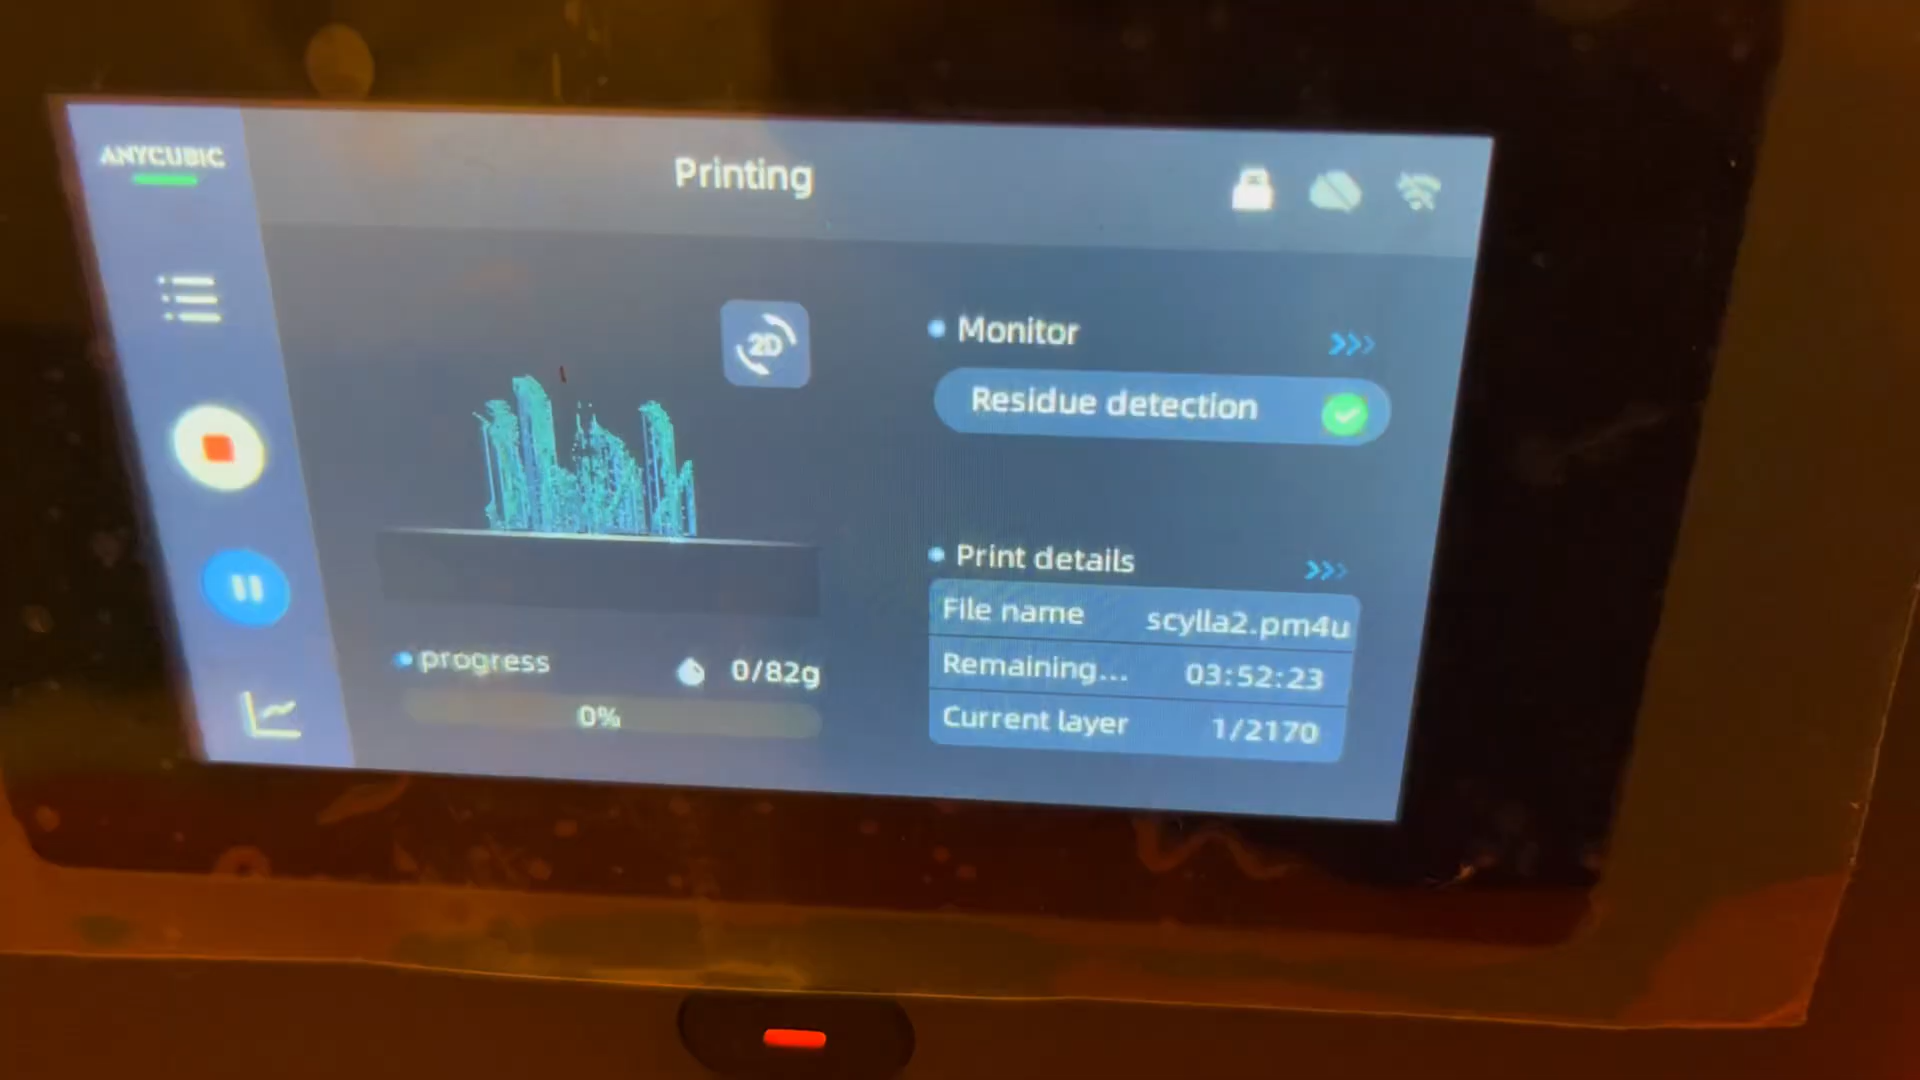 ANYCUBIC
Printing
2D
Monitor
Residue detection
Print details
File name scylla2.pm4u
Remaining... 03:52:23
Current layer 1/2170
progress 0/82g
0%